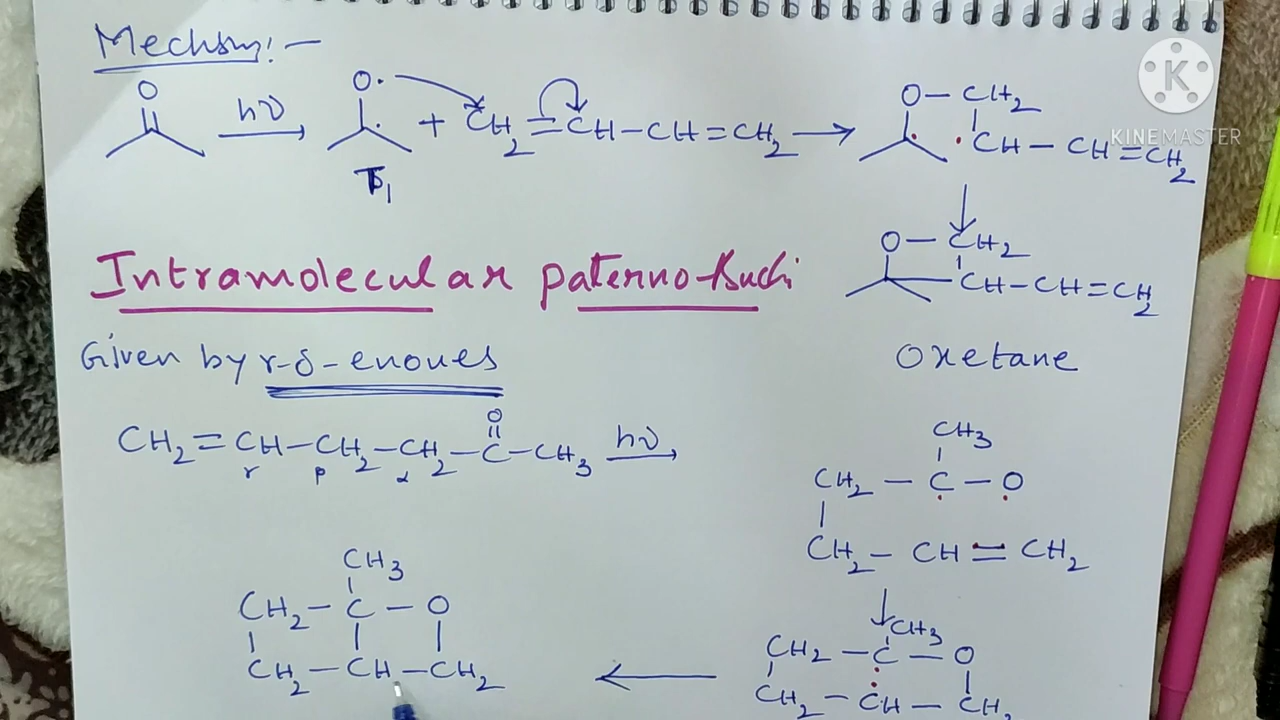 Mechsm:-
O hν O· + CH2=CH-CH=CH2 → O-CH2
·CH-CH=CH2
T1
K
KINEMASTER
O-CH2
CH-CH=CH2
Oxetane
Intramolecular paterno-Buchi
Given by r-δ-enones
O
CH2=CH-CH2-CH2-C-CH3 hν
r β α
CH3
CH2-C-O
CH2-CH=CH2
CH3
CH2-C-O
CH2-CH-CH2
CH3
CH2-C-O
CH2-CH-CH2